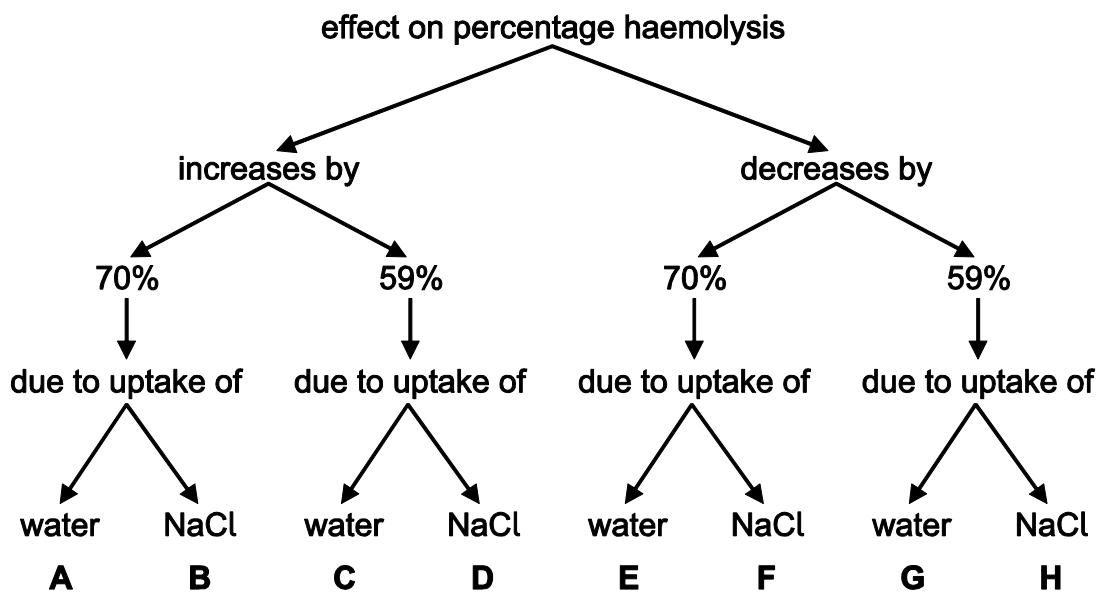 effect on percentage haemolysis
increases by decreases by
70% 59% 70% 59%
due to uptake of due to uptake of due to uptake of due to uptake of
water NaCl water NaCl water NaCl water NaCl
A B C D E F G H